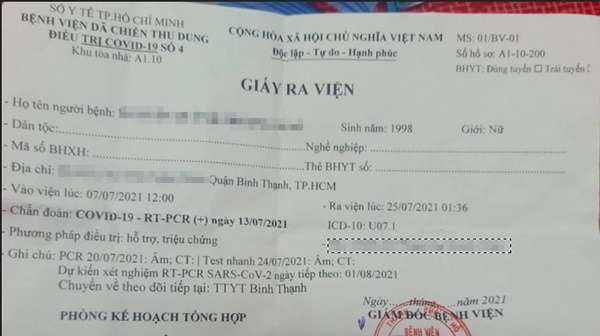 SỞ Y TẾ TP.HỒ CHÍ MINH
BỆNH VIỆN DÃ CHIẾN THU DUNG
ĐIỀU TRỊ COVID-19 SỐ 4
Khu tòa nhà: A1.10
CỘNG HÒA XÃ HỘI CHỦ NGHĨA VIỆT NAM
Độc lập - Tự do - Hạnh phúc
MS: 01/BV-01
Số hồ sơ: A1-10-200
BHYT: Đúng tuyến ☐ Trái tuyến
GIẤY RA VIỆN
- Họ tên người bệnh:
Sinh năm: 1998 Giới: Nữ
- Dân tộc: Nghề nghiệp:
- Mã số BHXH: Thẻ BHYT số:
- Địa chỉ: Quận Bình Thạnh, TP.HCM
- Vào viện lúc: 07/07/2021 12:00 - Ra viện lúc: 25/07/2021 01:36
- Chẩn đoán: COVID-19 - RT-PCR (+) ngày 13/07/2021 ICD-10: U07.1
- Phương pháp điều trị: hỗ trợ, triệu chứng
- Ghi chú: PCR 20/07/2021: Âm; CT: | Test nhanh 24/07/2021: Âm; CT:
Dự kiến xét nghiệm RT-PCR SARS-CoV-2 ngày tiếp theo: 01/08/2021
Chuyển về theo dõi tiếp tại: TTYT Bình Thạnh
Ngày..... tháng..... năm 2021
PHÒNG KẾ HOẠCH TỔNG HỢP GIÁM ĐỐC BỆNH VIỆN
BỆNH VIỆN